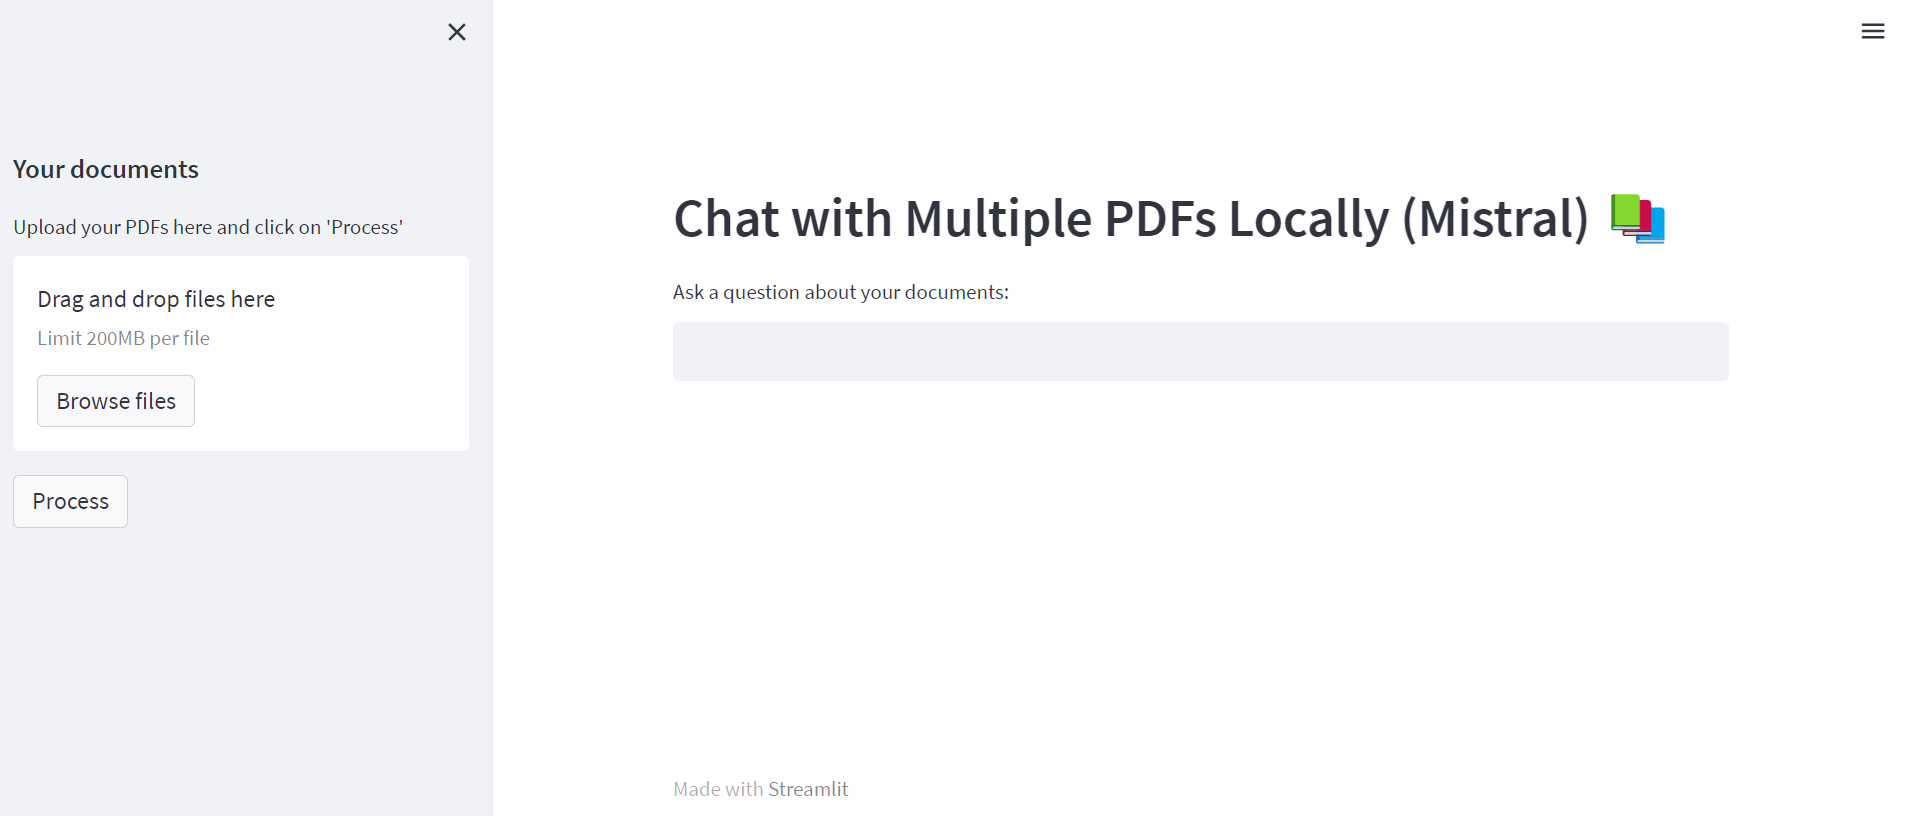 Your documents
Upload your PDFs here and click on 'Process'
Drag and drop files here
Limit 200MB per file
Browse files
Process
Chat with Multiple PDFs Locally (Mistral) 📚
Ask a question about your documents:
Made with Streamlit